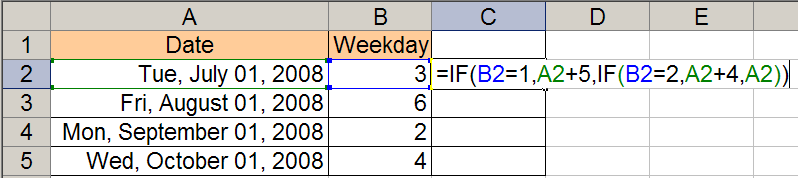 A B C D E
1 Date Weekday
2 Tue, July 01, 2008 3 =IF(B2=1,A2+5,IF(B2=2,A2+4,A2))
3 Fri, August 01, 2008 6
4 Mon, September 01, 2008 2
5 Wed, October 01, 2008 4